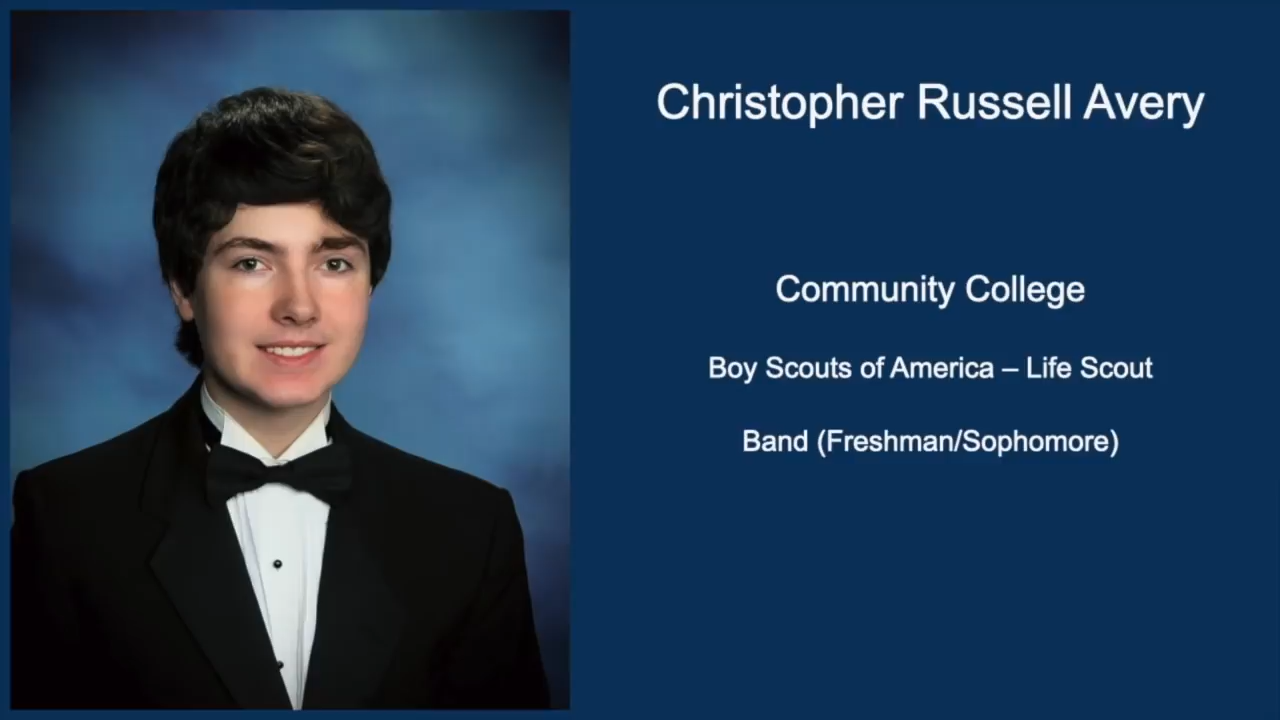 Christopher Russell Avery
Community College
Boy Scouts of America – Life Scout
Band (Freshman/Sophomore)